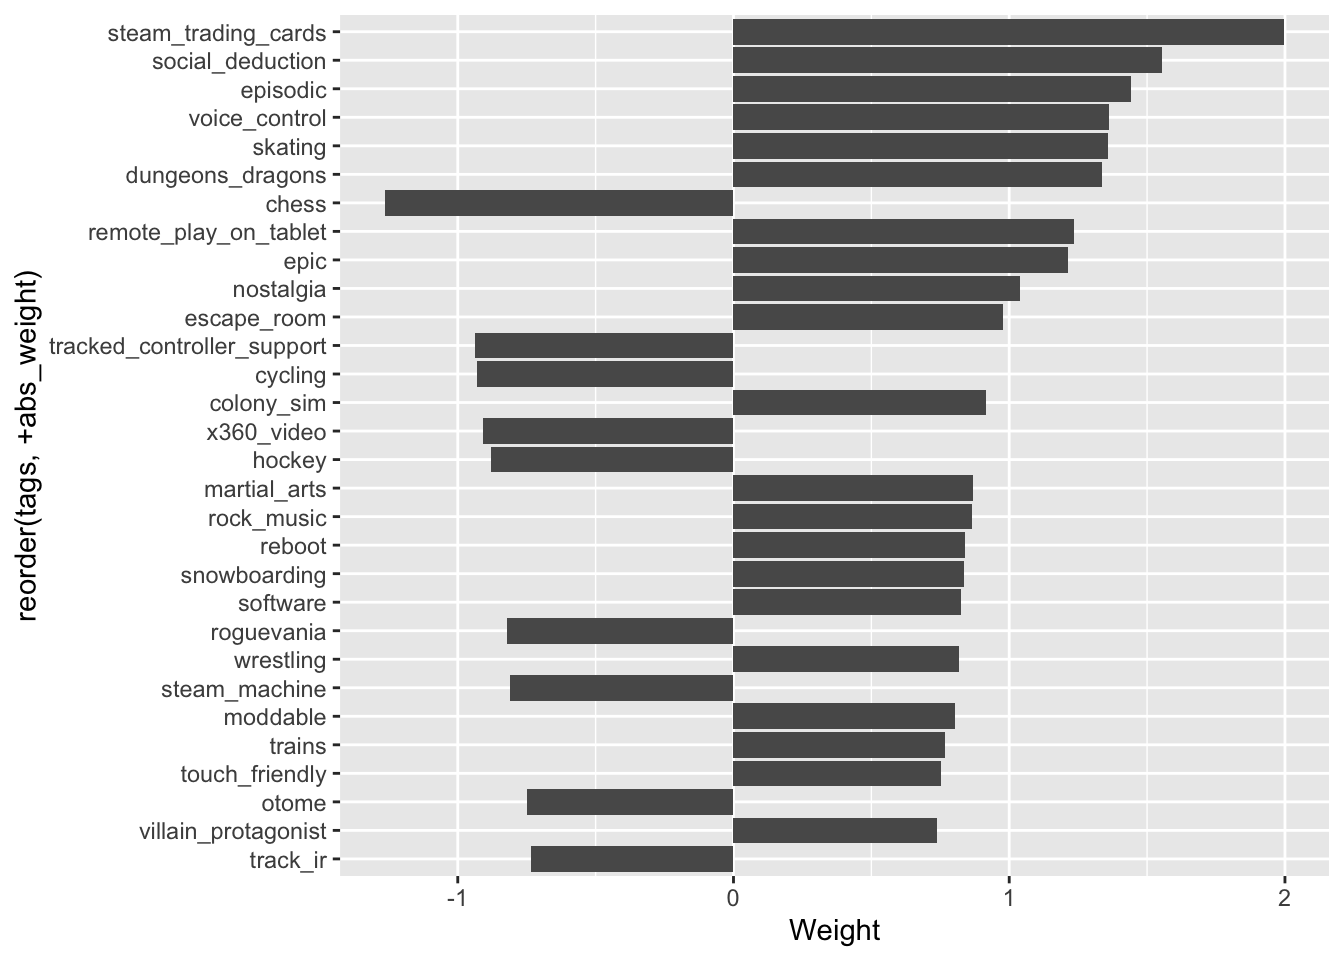 steam_trading_cards
social_deduction
episodic
voice_control
skating
dungeons_dragons
chess
remote_play_on_tablet
epic
nostalgia
escape_room
tracked_controller_support
cycling
colony_sim
x360_video
hockey
martial_arts
rock_music
reboot
snowboarding
software
roguevania
wrestling
steam_machine
moddable
trains
touch_friendly
otome
villain_protagonist
track_ir
reorder(tags, +abs_weight)
-1 0 1 2
Weight